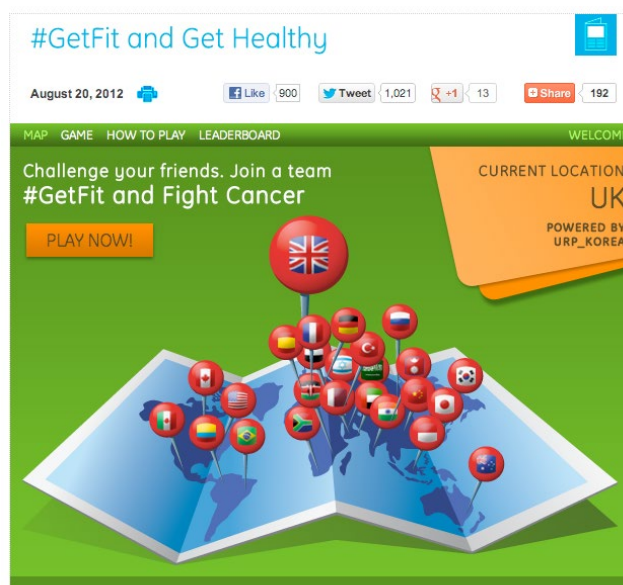 #GetFit and Get Healthy
August 20, 2012
Like 900
Tweet 1,021
+1 13
Share 192
MAP GAME HOW TO PLAY LEADERBOARD
WELCOM
Challenge your friends. Join a team
#GetFit and Fight Cancer
PLAY NOW!
CURRENT LOCATION
UK
POWERED BY
URP_KOREA